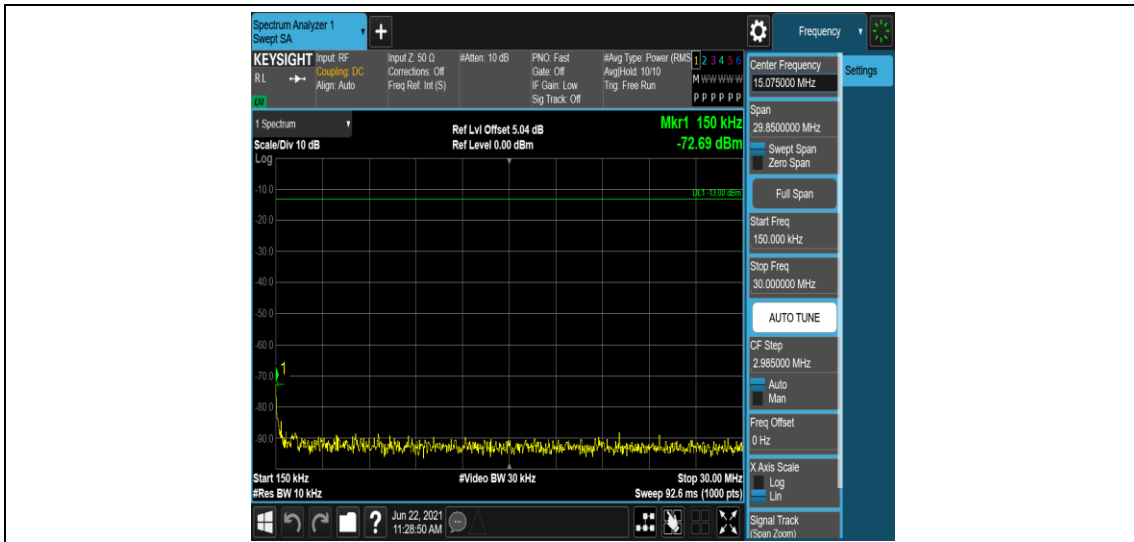 Spectrum Analyzer 1
Swept SA
+
Frequency
KEYSIGHT
RL
LXI
Input: RF
Coupling: DC
Align: Auto
Input Z: 50 Ω
Corrections: Off
Freq Ref: Int (S)
#Atten: 10 dB
PNO: Fast
Gate: Off
IF Gain: Low
Sig Track: Off
#Avg Type: Power (RMS
Avg|Hold: 10/10
Trig: Free Run
1 2 3 4 5 6
M W W W W W
P P P P P P
1 Spectrum
Scale/Div 10 dB
Log
Ref Lvl Offset 5.04 dB
Ref Level 0.00 dBm
Mkr1 150 kHz
-72.69 dBm
DL1 -13.00 dBm
-10.0
-20.0
-30.0
-40.0
-50.0
-60.0
-70.0
-80.0
-90.0
1
Start 150 kHz
#Res BW 10 kHz
#Video BW 30 kHz
Stop 30.00 MHz
Sweep 92.6 ms (1000 pts)
Center Frequency
15.075000 MHz
Settings
Span
29.8500000 MHz
Swept Span
Zero Span
Full Span
Start Freq
150.000 kHz
Stop Freq
30.000000 MHz
AUTO TUNE
CF Step
2.985000 MHz
Auto
Man
Freq Offset
0 Hz
X Axis Scale
Log
Lin
Signal Track
(Span Zoom)
?
Jun 22, 2021
11:28:50 AM